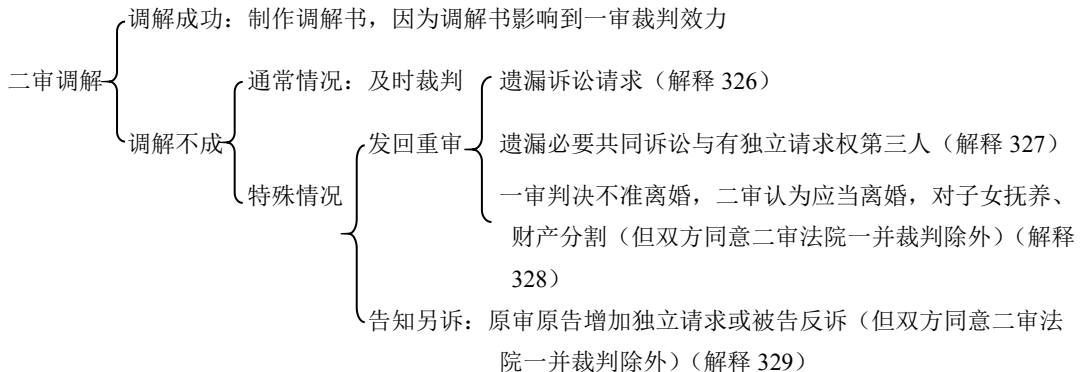 调解成功：制作调解书，因为调解书影响到一审裁判效力
二审调解
通常情况：及时裁判
遗漏诉讼请求（解释 326）
调解不成
发回重审
遗漏必要共同诉讼与有独立请求权第三人（解释 327）
特殊情况
一审判决不准离婚，二审认为应当离婚，对子女抚养、
财产分割（但双方同意二审法院一并裁判除外）（解释
328）
告知另诉：原审原告增加独立请求或被告反诉（但双方同意二审法
院一并裁判除外）（解释 329）